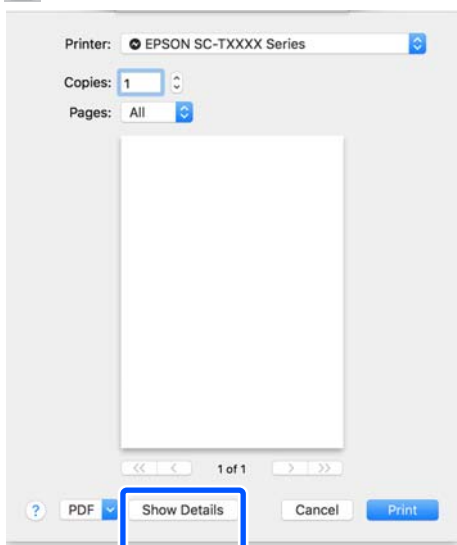 Printer: EPSON SC-TXXXX Series
Copies: 1
Pages: All
<< < 1 of 1 > >>
? PDF Show Details Cancel Print